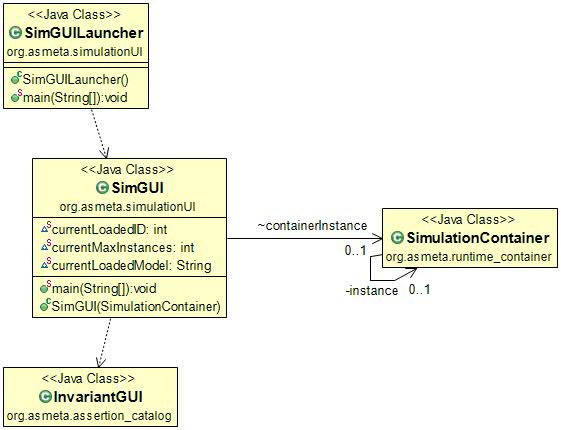 <<Java Class>>
SimGUILauncher
org.asmeta.simulationUI
SimGUILauncher()
main(String[]):void
<<Java Class>>
SimGUI
org.asmeta.simulationUI
currentLoadedID: int
currentMaxInstances: int
currentLoadedModel: String
main(String[]):void
SimGUI(SimulationContainer)
~containerInstance
0..1
<<Java Class>>
SimulationContainer
org.asmeta.runtime_container
-instance
0..1
<<Java Class>>
InvariantGUI
org.asmeta.assertion_catalog